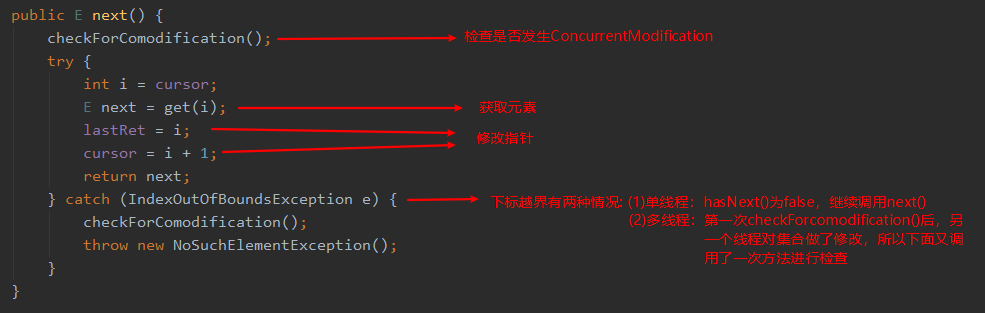 public E next() {
checkForComodification();
检查是否发生ConcurrentModification
try {
int i = cursor;
E next = get(i);
获取元素
lastRet = i;
修改指针
cursor = i + 1;
return next;
} catch (IndexOutOfBoundsException e) {
下标越界有两种情况: (1)单线程：hasNext()为false，继续调用next()
(2)多线程：第一次checkForcomodification()后，另
checkForComodification();
一个线程对集合做了修改，所以下面又调
throw new NoSuchElementException();
用了一次方法进行检查
}
}